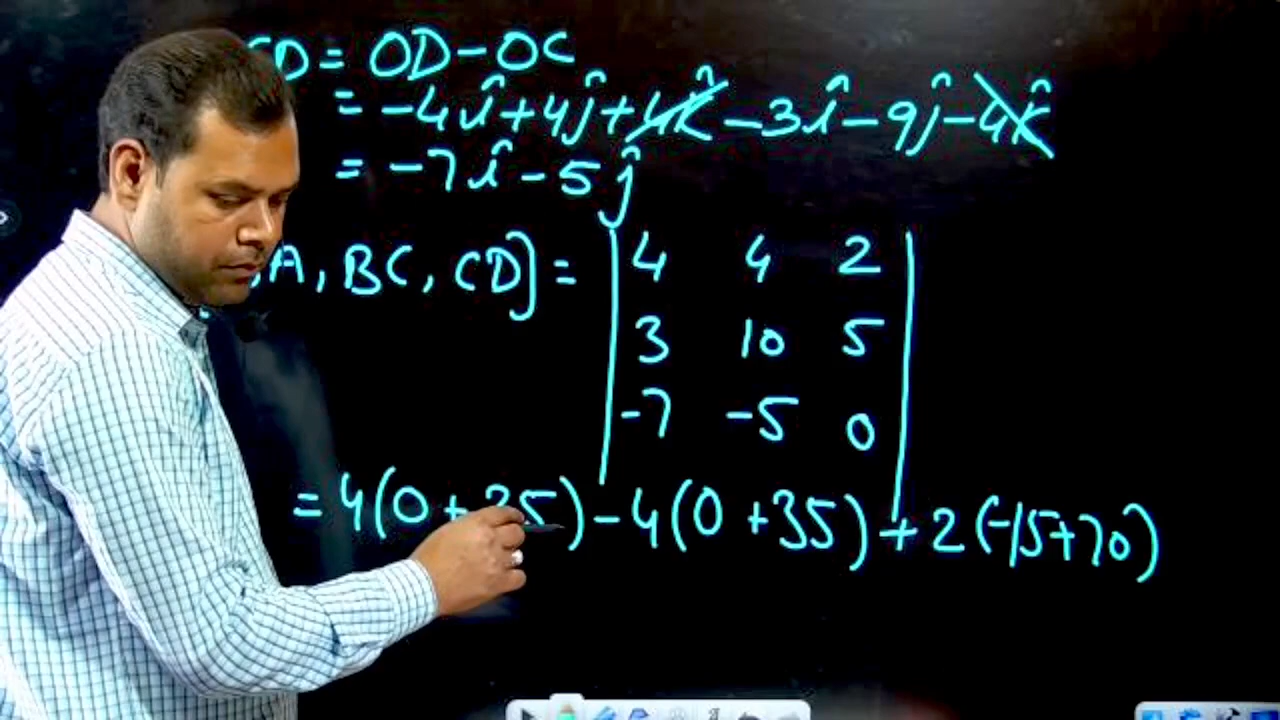 CD = OD - OC
= -4î + 4ĵ + 4k̂ - 3î - 9ĵ - 4k̂
= -7î - 5ĵ
A, BC, CD] = | 4 4 2 |
| 3 10 5 |
| -7 -5 0 |
= 4(0 + 25) - 4(0 + 35) + 2(-15 + 70)